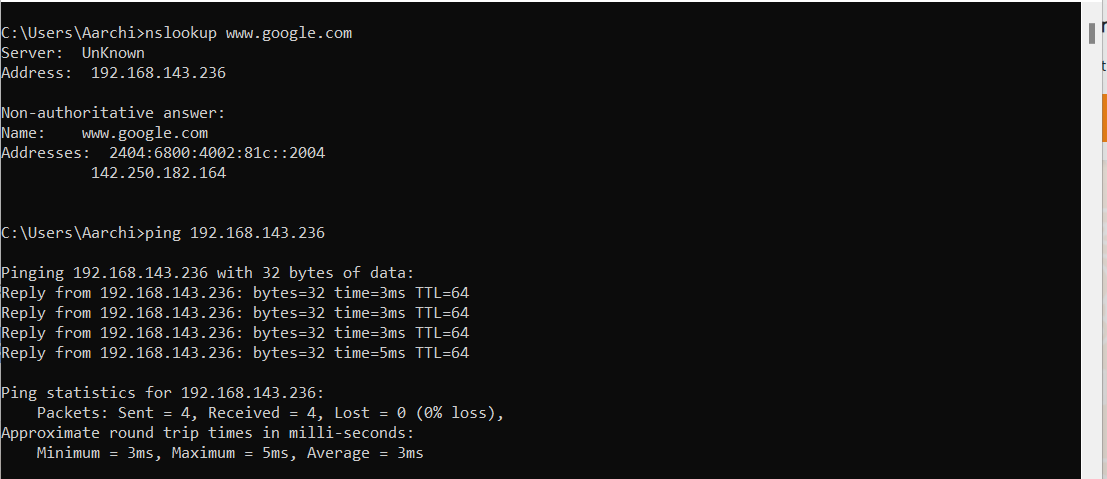 C:\Users\Aarchi>nslookup www.google.com
Server:  UnKnown
Address:  192.168.143.236

Non-authoritative answer:
Name:    www.google.com
Addresses:  2404:6800:4002:81c::2004
          142.250.182.164

C:\Users\Aarchi>ping 192.168.143.236

Pinging 192.168.143.236 with 32 bytes of data:
Reply from 192.168.143.236: bytes=32 time=3ms TTL=64
Reply from 192.168.143.236: bytes=32 time=3ms TTL=64
Reply from 192.168.143.236: bytes=32 time=3ms TTL=64
Reply from 192.168.143.236: bytes=32 time=5ms TTL=64

Ping statistics for 192.168.143.236:
    Packets: Sent = 4, Received = 4, Lost = 0 (0% loss),
Approximate round trip times in milli-seconds:
    Minimum = 3ms, Maximum = 5ms, Average = 3ms